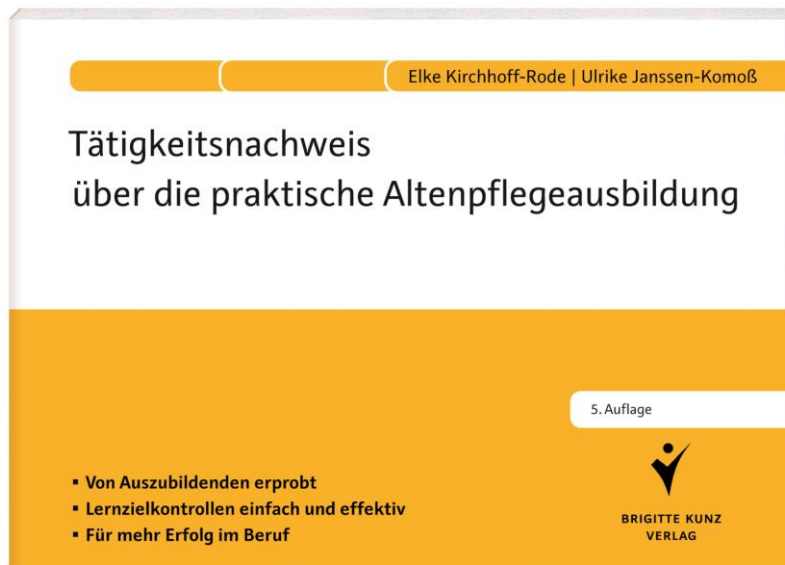 Elke Kirchhoff-Rode | Ulrike Janssen-Komoß
Tätigkeitsnachweis
über die praktische Altenpflegeausbildung
5. Auflage
▪ Von Auszubildenden erprobt
▪ Lernzielkontrollen einfach und effektiv
▪ Für mehr Erfolg im Beruf
BRIGITTE KUNZ
VERLAG